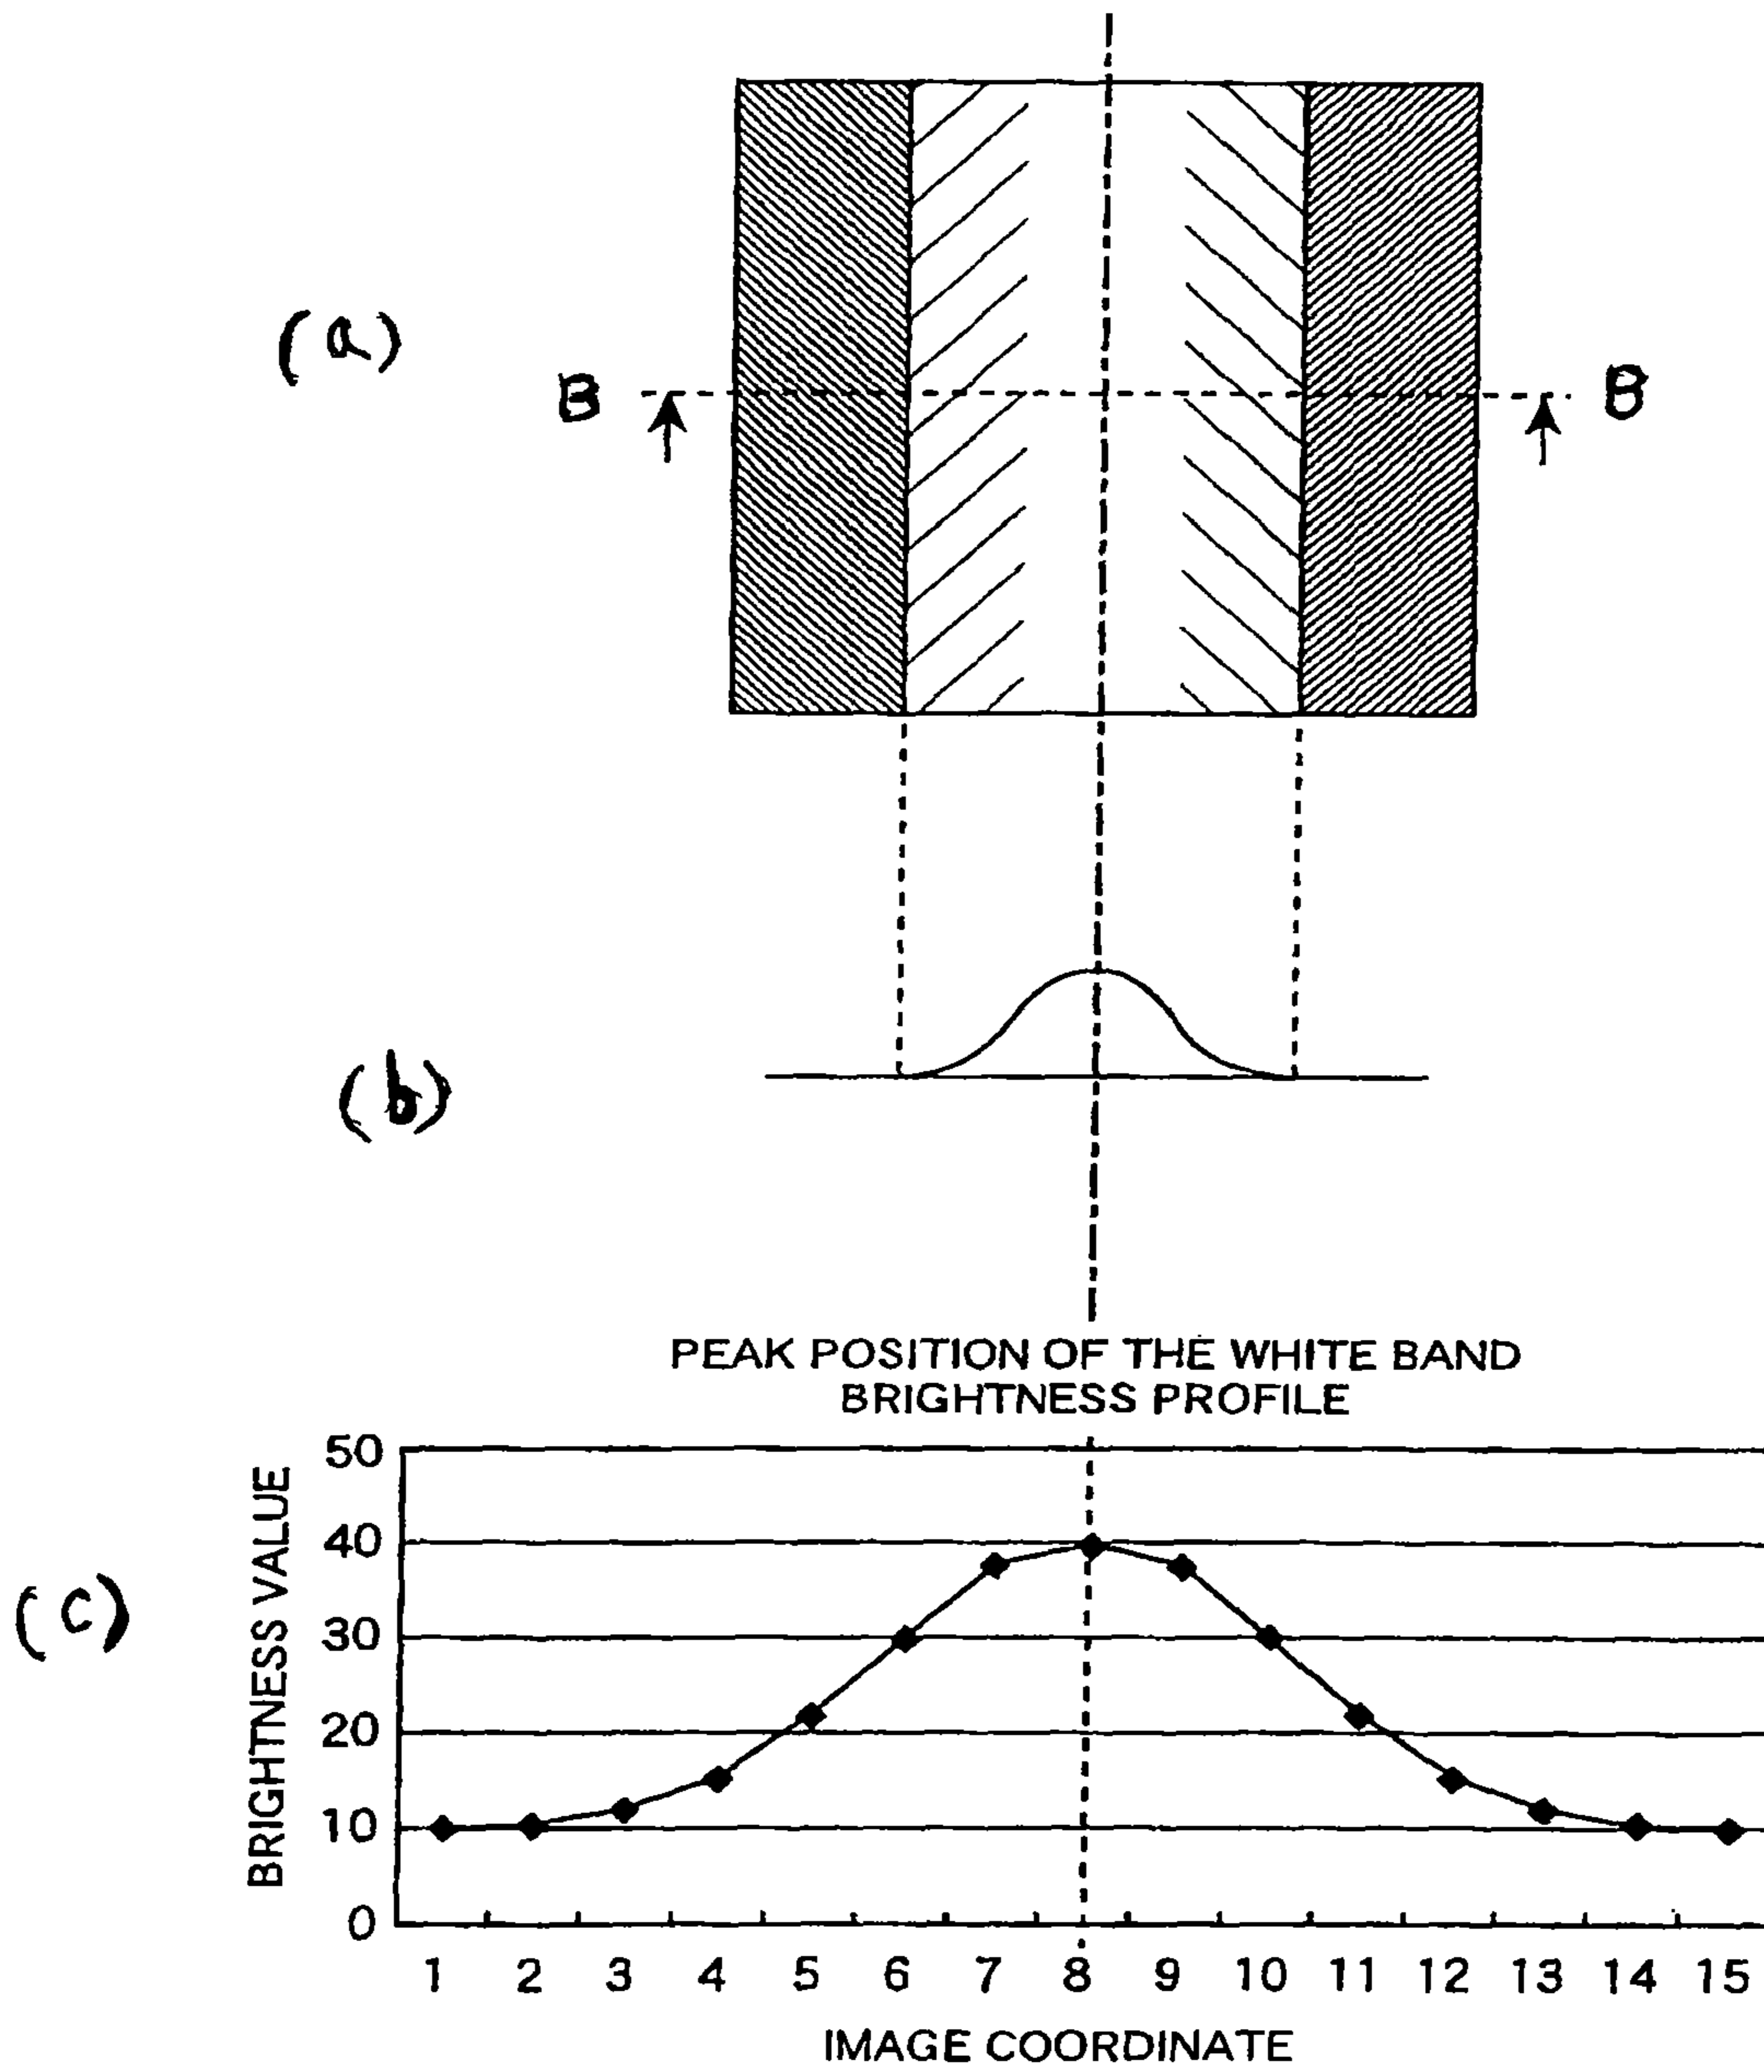 (a)
B B
(b)
PEAK POSITION OF THE WHITE BAND
BRIGHTNESS PROFILE
(c)
BRIGHTNESS VALUE
50
40
30
20
10
0
1 2 3 4 5 6 7 8 9 10 11 12 13 14 15
IMAGE COORDINATE